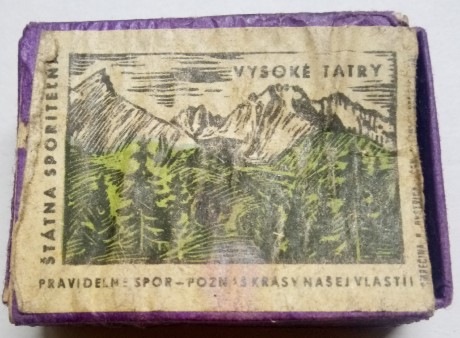 VYSOKÉ TATRY
ŠTÁTNA SPORITEĽŇA
PRAVIDELNE SPOR – POZNÁŠ KRÁSY NAŠEJ VLASTI!